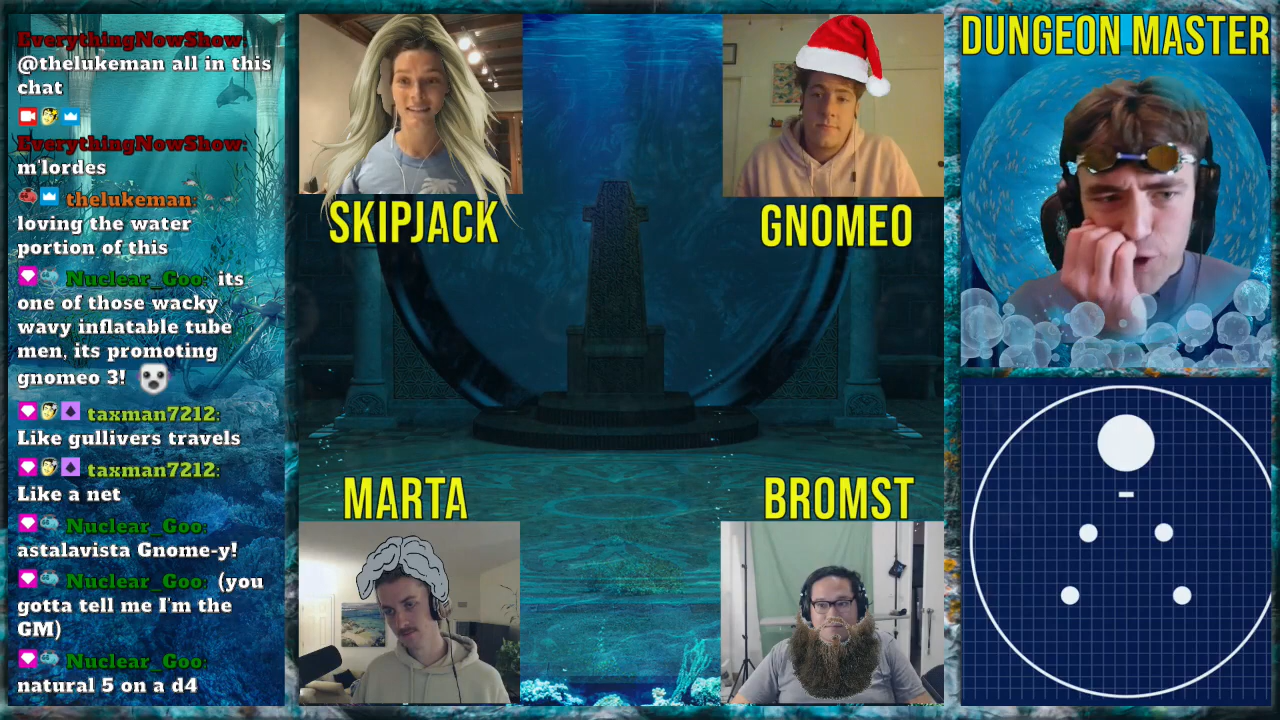 EverythingNowShow:
@thelukeman all in this
chat
EverythingNowShow:
m'lordes
thelukeman:
loving the water
portion of this
Nuclear_Goo: its
one of those wacky
wavy inflatable tube
men, its promoting
gnomeo 3!
taxman7212:
Like gullivers travels
taxman7212:
Like a net
Nuclear_Goo:
astalavista Gnome-y!
Nuclear_Goo: (you
gotta tell me I'm the
GM)
Nuclear_Goo:
natural 5 on a d4
SKIPJACK
GNOMEO
MARTA
BROMST
DUNGEON MASTER